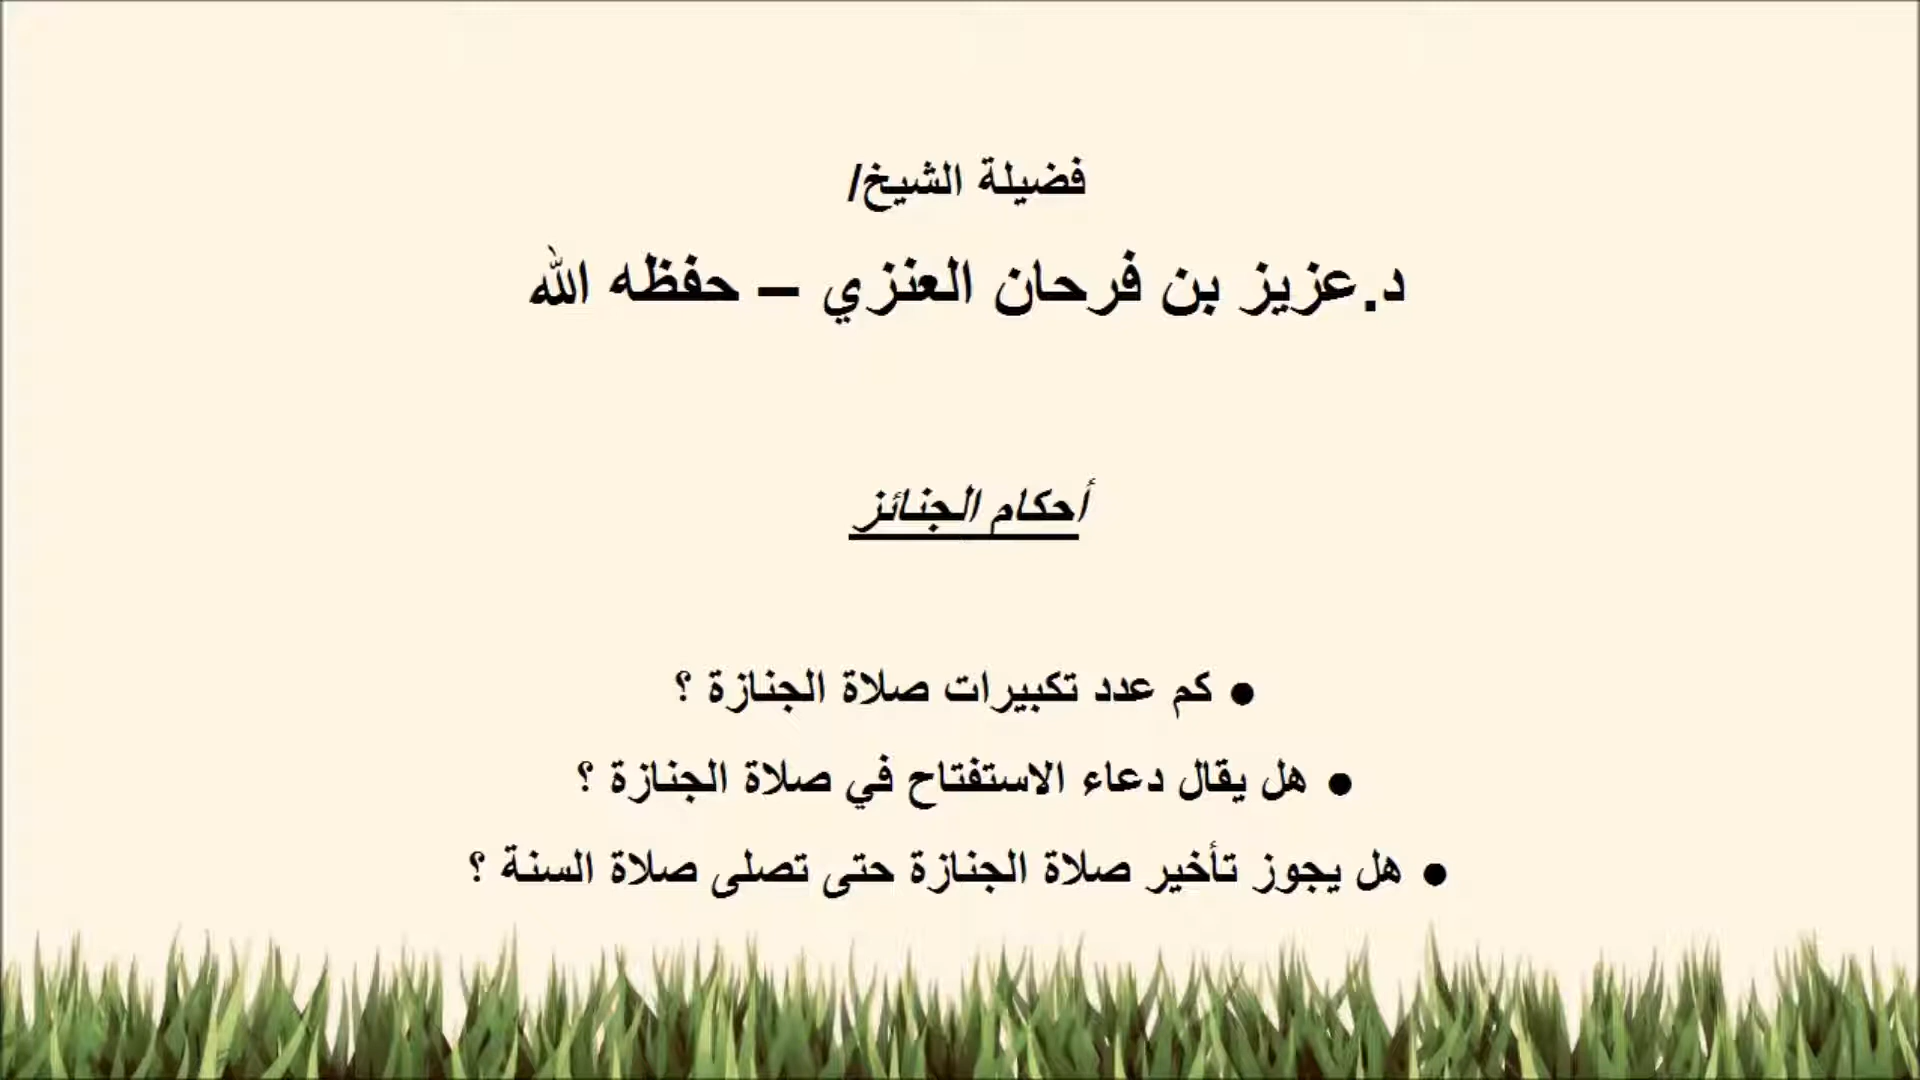 فضيلة الشيخ/
د.عزيز بن فرحان العنزي – حفظه الله
أحكام الجنائز
● كم عدد تكبيرات صلاة الجنازة ؟
● هل يقال دعاء الاستفتاح في صلاة الجنازة ؟
● هل يجوز تأخير صلاة الجنازة حتى تصلى صلاة السنة ؟